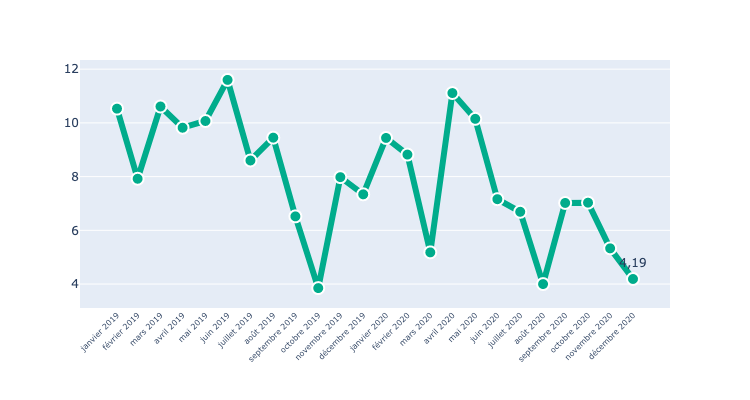 12
10
8
6
4
4,19
janvier 2019
février 2019
mars 2019
avril 2019
mai 2019
juin 2019
juillet 2019
août 2019
septembre 2019
octobre 2019
novembre 2019
décembre 2019
janvier 2020
février 2020
mars 2020
avril 2020
mai 2020
juin 2020
juillet 2020
août 2020
septembre 2020
octobre 2020
novembre 2020
décembre 2020